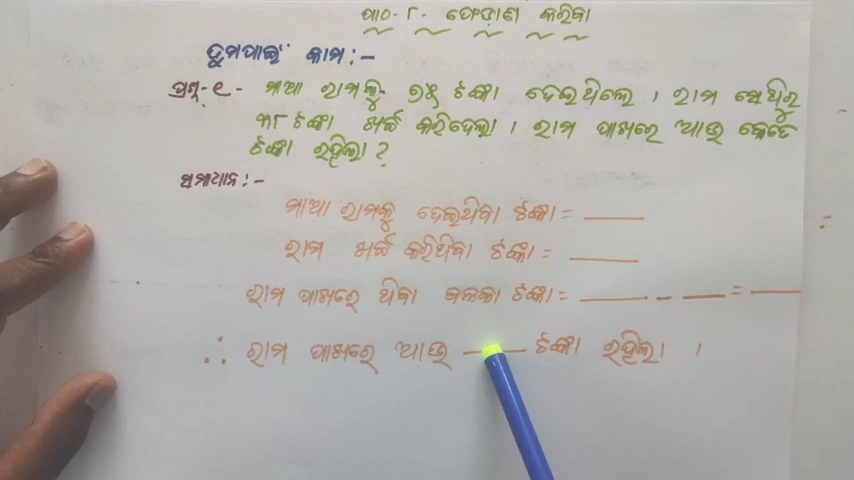 ପାଠ-୮- ଫେଡ଼ାଣ କରିବା
ତୁମପାଇଁ କାମ:-
ପ୍ରଶ୍ନ-୧- ମାଆ ରାମକୁ ୭୫ ଟଙ୍କା ଦେଇଥିଲେ । ରାମ ସେଥିରୁ
୩୮ ଟଙ୍କା ଖର୍ଚ୍ଚ କରିଦେଲା । ରାମ ପାଖରେ ଆଉ କେତେ
ଟଙ୍କା ରହିଲା ?
ସମାଧାନ:-
ମାଆ ରାମକୁ ଦେଇଥିବା ଟଙ୍କା = ____
ରାମ ଖର୍ଚ୍ଚ କରିଥିବା ଟଙ୍କା = ____
ରାମ ପାଖରେ ଥିବା ବଳକା ଟଙ୍କା = ____ - ____ = ____
∴ ରାମ ପାଖରେ ଆଉ ____ ଟଙ୍କା ରହିଲା ।